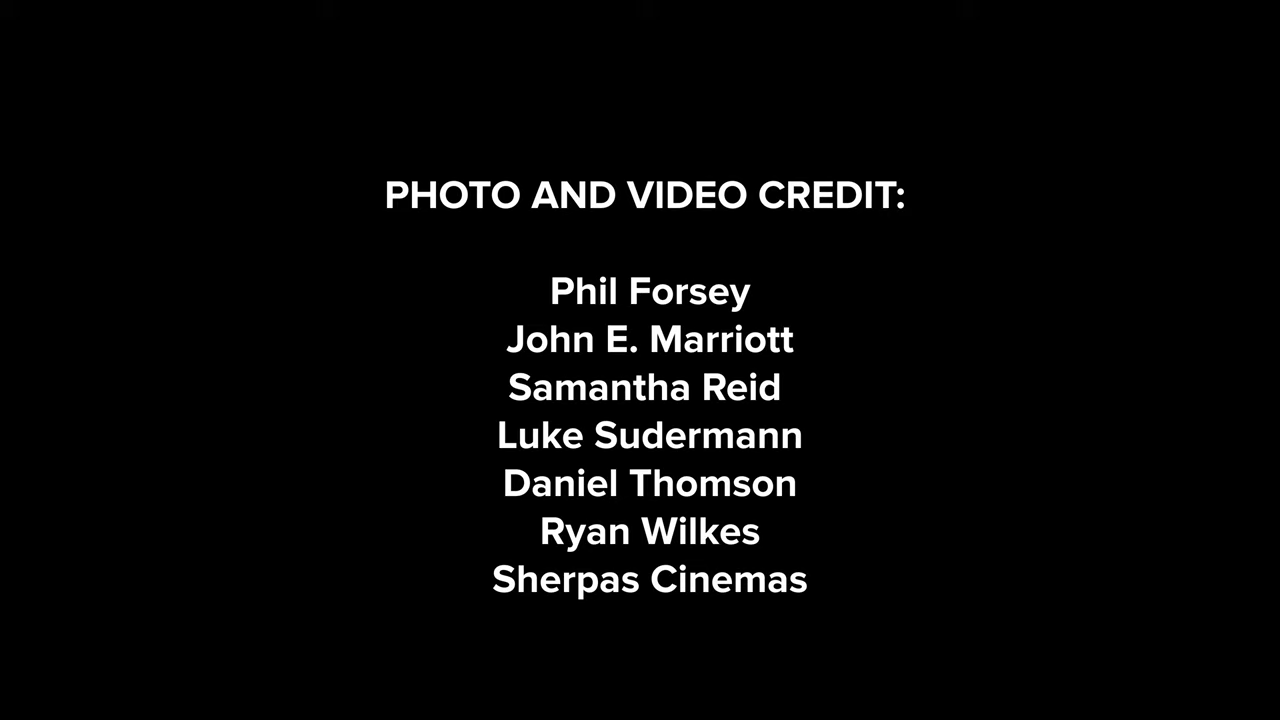 PHOTO AND VIDEO CREDIT:
Phil Forsey
John E. Marriott
Samantha Reid
Luke Sudermann
Daniel Thomson
Ryan Wilkes
Sherpas Cinemas